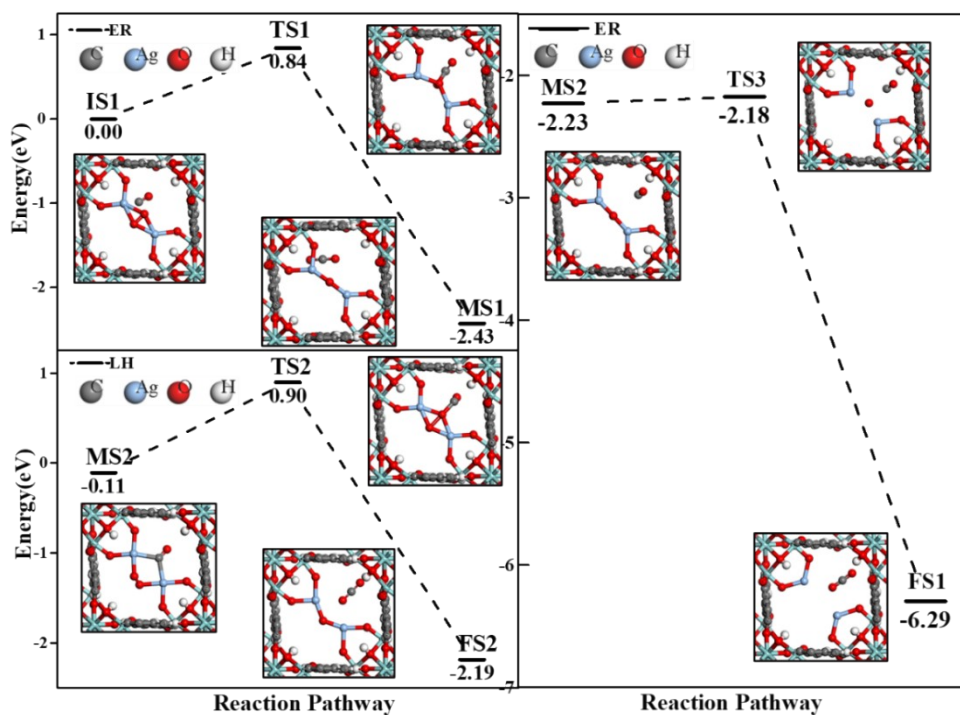 ER
C Ag O H
1
0
-1
-2
Energy(eV)
IS1
0.00
TS1
0.84
MS1
-2.43
LH
C Ag O H
1
0
-1
-2
Energy(eV)
MS2
-0.11
TS2
0.90
FS2
-2.19
Reaction Pathway
ER
C Ag O H
-2
-3
-4
-5
-6
-7
MS2
-2.23
TS3
-2.18
FS1
-6.29
Reaction Pathway